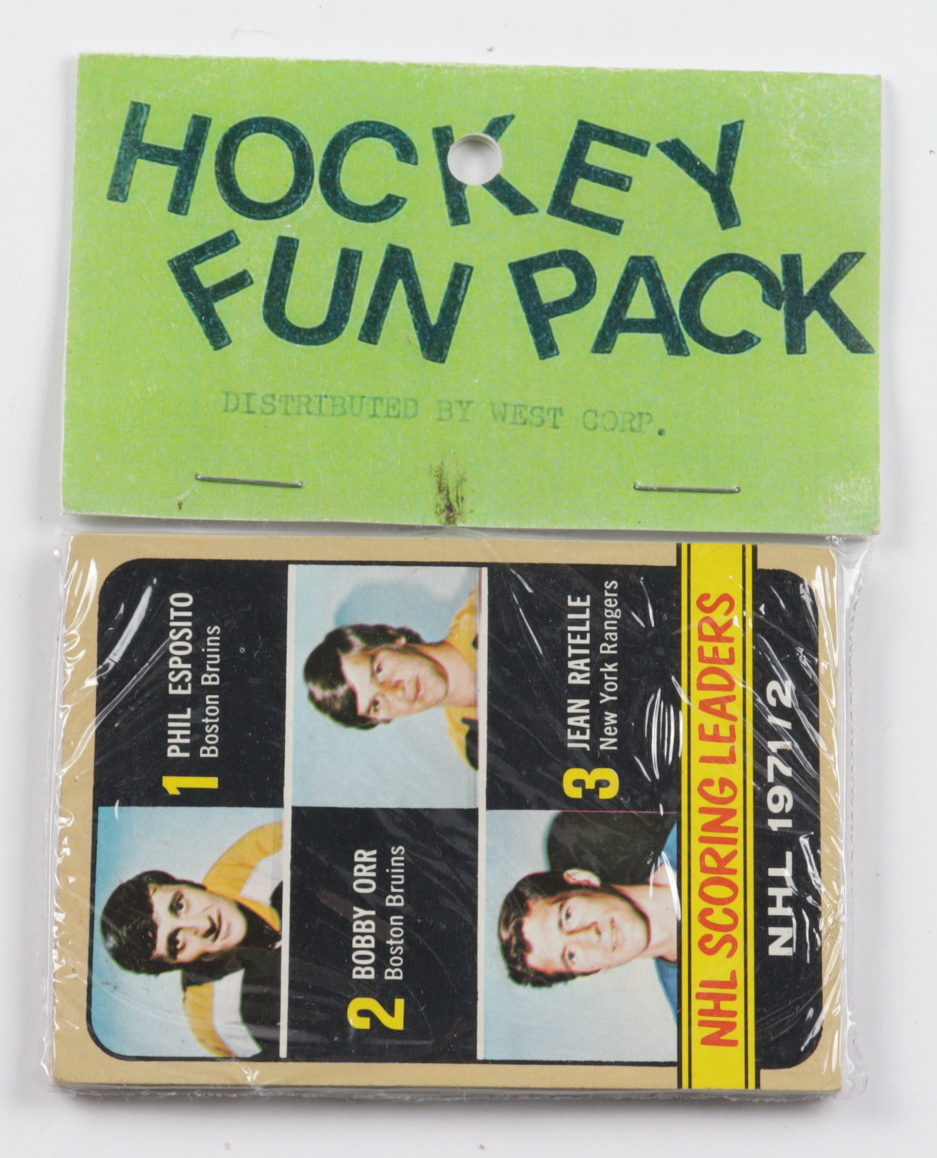 HOCKEY
FUN PACK
DISTRIBUTED BY WEST CORP.
1 PHIL ESPOSITO
Boston Bruins
2 BOBBY ORR
Boston Bruins
3 JEAN RATELLE
New York Rangers
NHL SCORING LEADERS
NHL 1971/2